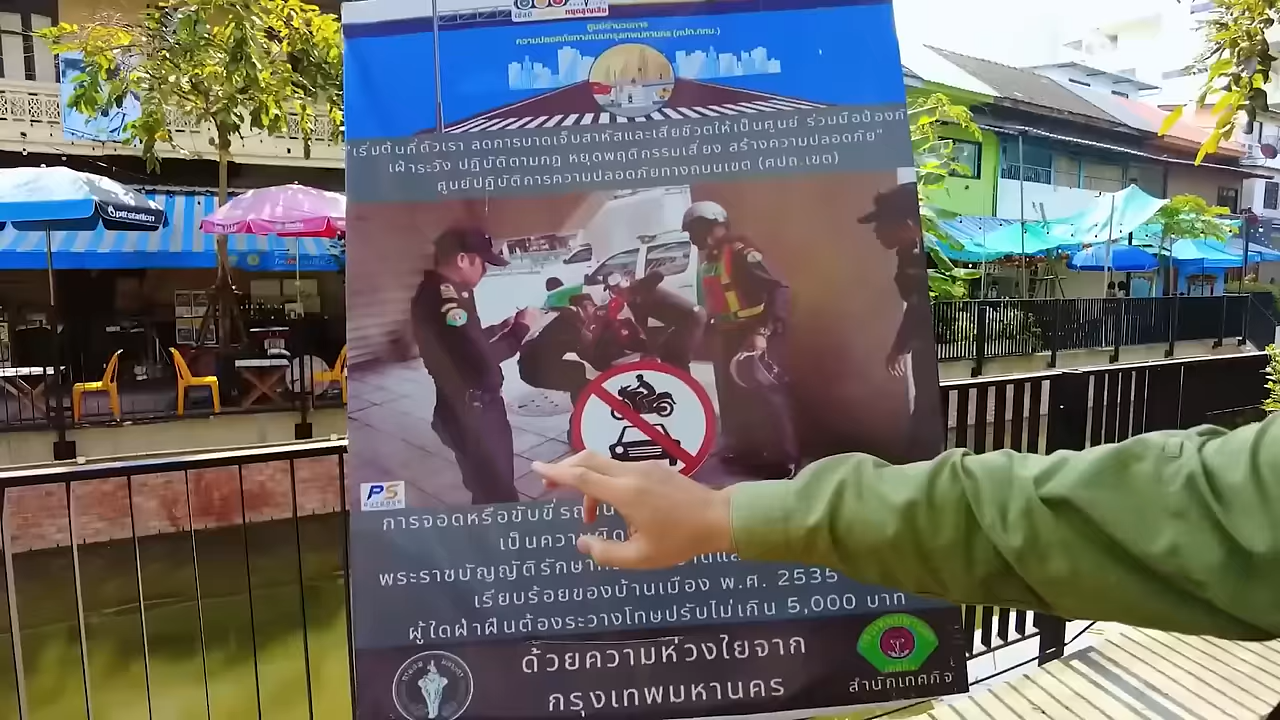 หยุดสูญเสีย
ศูนย์อำนวยการ
ความปลอดภัยทางถนนกรุงเทพมหานคร (ศปถ.กทม.)
"เริ่มต้นที่ตัวเรา ลดการบาดเจ็บสาหัสและเสียชีวิตให้เป็นศูนย์ ร่วมมือป้องกั
เฝ้าระวัง ปฏิบัติตามกฎ หยุดพฤติกรรมเสี่ยง สร้างความปลอดภัย"
ศูนย์ปฏิบัติการความปลอดภัยทางถนนเขต (ศปถ.เขต)
pttstation
PS
OUTDOOR
การจอดหรือขับขี่รถ
เป็นความผิด
พระราชบัญญัติรักษา
เรียบร้อยของบ้านเมือง พ.ศ. 2535
ผู้ใดฝ่าฝืนต้องระวางโทษปรับไม่เกิน 5,000 บาท
ด้วยความห่วงใยจาก
กรุงเทพมหานคร
สำนักเทศกิจ